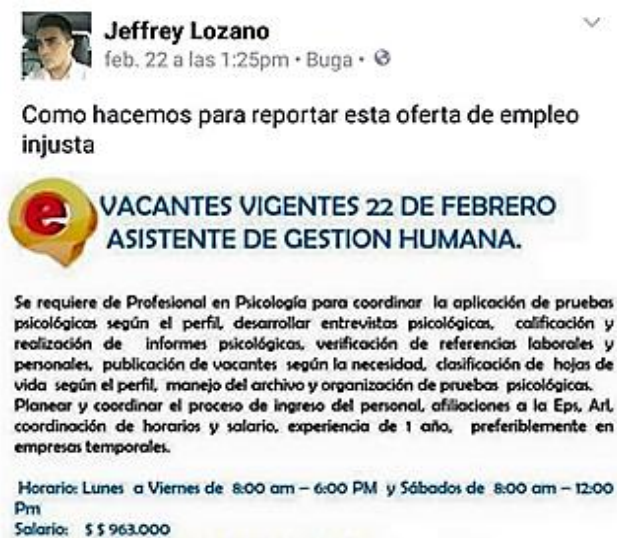 Jeffrey Lozano
feb. 22 a las 1:25pm • Buga •
Como hacemos para reportar esta oferta de empleo
injusta
e
VACANTES VIGENTES 22 DE FEBRERO
ASISTENTE DE GESTION HUMANA.
Se requiere de Profesional en Psicología para coordinar la aplicación de pruebas
psicológicas según el perfil, desarrollar entrevistas psicológicas, calificación y
realización de informes psicológicas, verificación de referencias laborales y
personales, publicación de vacantes según la necesidad, clasificación de hojas de
vida según el perfil, manejo del archivo y organización de pruebas psicológicas.
Planear y coordinar el proceso de ingreso del personal, afiliaciones a la Eps, Arl,
coordinación de horarios y salario, experiencia de 1 año, preferiblemente en
empresas temporales.
Horario: Lunes a Viernes de 8:00 am – 6:00 PM y Sábados de 8:00 am – 12:00
Pm
Salario: $ $ 963.000